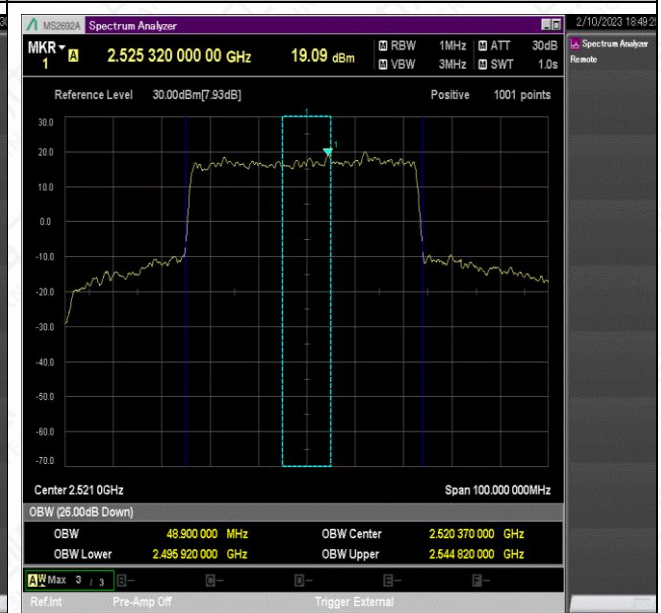 MS2692A Spectrum Analyzer
2/10/2023 18:49:2
MKR 1 A 2.525 320 000 00 GHz 19.09 dBm M RBW 1MHz M ATT 30dB
M VBW 3MHz M SWT 1.0s
Spectrum Analyzer
Remote
Reference Level 30.00dBm[7.93dB] Positive 1001 points
1
30.0
1
20.0
10.0
0.0
-10.0
-20.0
-30.0
-40.0
-50.0
-60.0
-70.0
Center 2.521 0GHz Span 100.000 000MHz
OBW (26.00dB Down)
OBW 48.900 000 MHz OBW Center 2.520 370 000 GHz
OBW Lower 2.495 920 000 GHz OBW Upper 2.544 820 000 GHz
A W Max 3 / 3 B- C- D- E- F-
Ref.Int Pre-Amp Off Trigger External